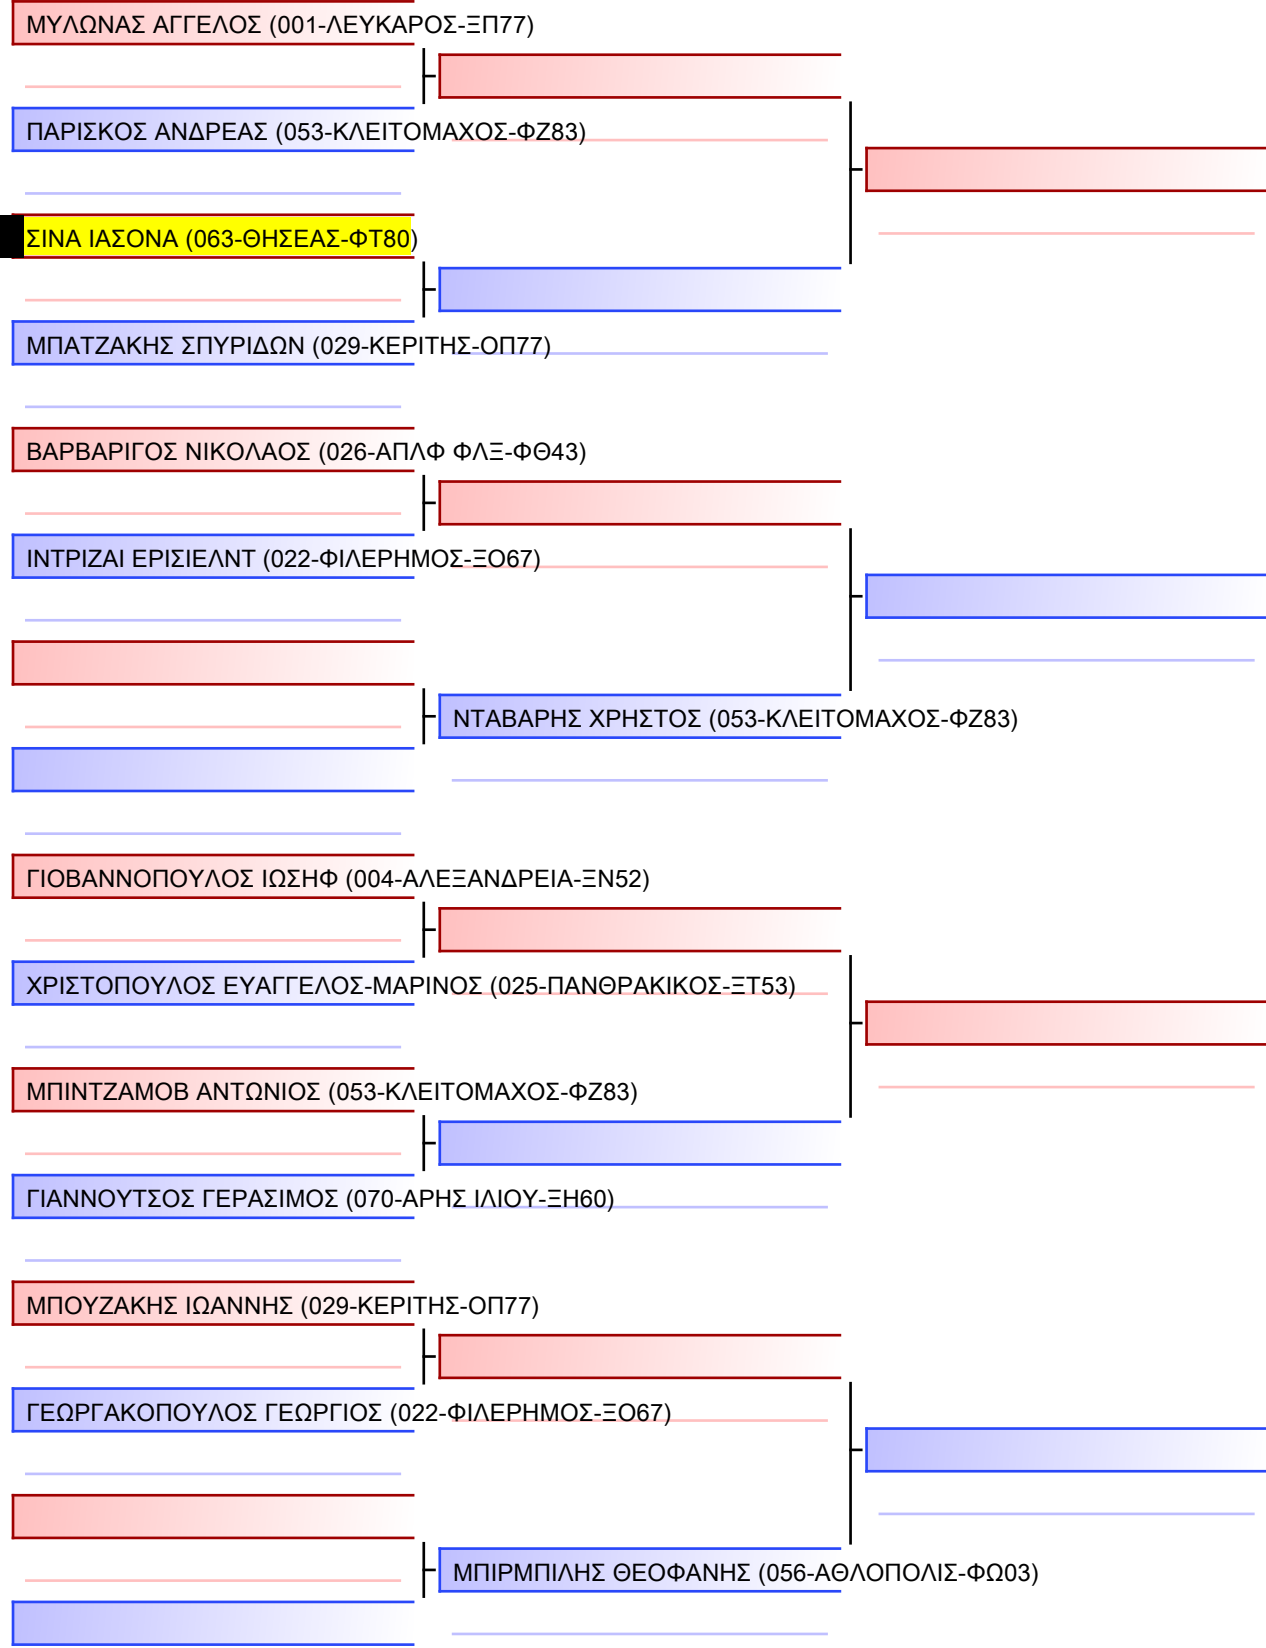 ΜΥΛΩΝΑΣ ΑΓΓΕΛΟΣ (001-ΛΕΥΚΑΡΟΣ-ΞΠ77)
ΠΑΡΙΣΚΟΣ ΑΝΔΡΕΑΣ (053-ΚΛΕΙΤΟΜΑΧΟΣ-ΦΖ83)
ΣΙΝΑ ΙΑΣΟΝΑ (063-ΘΗΣΕΑΣ-ΦΤ80)
ΜΠΑΤΖΑΚΗΣ ΣΠΥΡΙΔΩΝ (029-ΚΕΡΙΤΗΣ-ΟΠ77)
ΒΑΡΒΑΡΙΓΟΣ ΝΙΚΟΛΑΟΣ (026-ΑΠΛΦ ΦΛΞ-ΦΘ43)
ΙΝΤΡΙΖΑΙ ΕΡΙΣΙΕΛΝΤ (022-ΦΙΛΕΡΗΜΟΣ-ΞΟ67)
ΝΤΑΒΑΡΗΣ ΧΡΗΣΤΟΣ (053-ΚΛΕΙΤΟΜΑΧΟΣ-ΦΖ83)
ΓΙΟΒΑΝΝΟΠΟΥΛΟΣ ΙΩΣΗΦ (004-ΑΛΕΞΑΝΔΡΕΙΑ-ΞΝ52)
ΧΡΙΣΤΟΠΟΥΛΟΣ ΕΥΑΓΓΕΛΟΣ-ΜΑΡΙΝΟΣ (025-ΠΑΝΘΡΑΚΙΚΟΣ-ΞΤ53)
ΜΠΙΝΤΖΑΜΟΒ ΑΝΤΩΝΙΟΣ (053-ΚΛΕΙΤΟΜΑΧΟΣ-ΦΖ83)
ΓΙΑΝΝΟΥΤΣΟΣ ΓΕΡΑΣΙΜΟΣ (070-ΑΡΗΣ ΙΛΙΟΥ-ΞΗ60)
ΜΠΟΥΖΑΚΗΣ ΙΩΑΝΝΗΣ (029-ΚΕΡΙΤΗΣ-ΟΠ77)
ΓΕΩΡΓΑΚΟΠΟΥΛΟΣ ΓΕΩΡΓΙΟΣ (022-ΦΙΛΕΡΗΜΟΣ-ΞΟ67)
ΜΠΙΡΜΠΙΛΗΣ ΘΕΟΦΑΝΗΣ (056-ΑΘΛΟΠΟΛΙΣ-ΦΩ03)